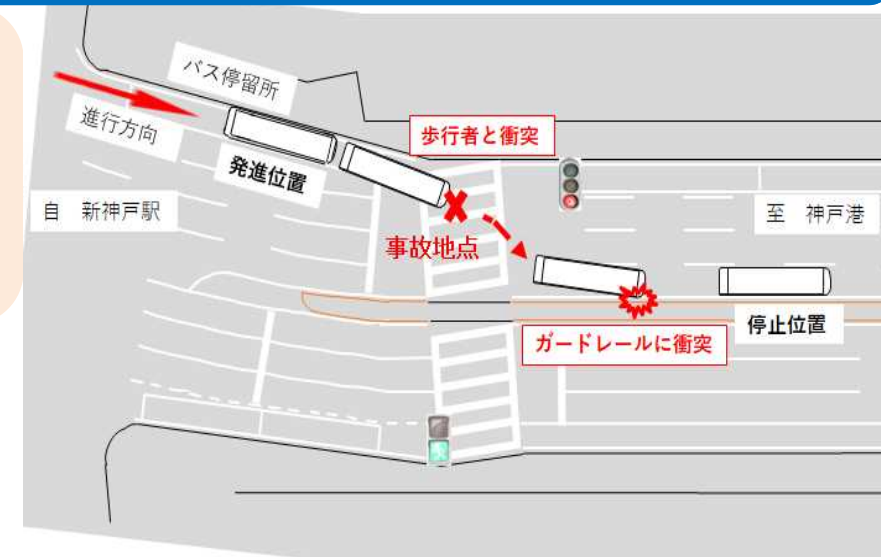 バス停留所
進行方向
発進位置
歩行者と衝突
自　新神戸駅
至　神戸港
事故地点
停止位置
ガードレールに衝突